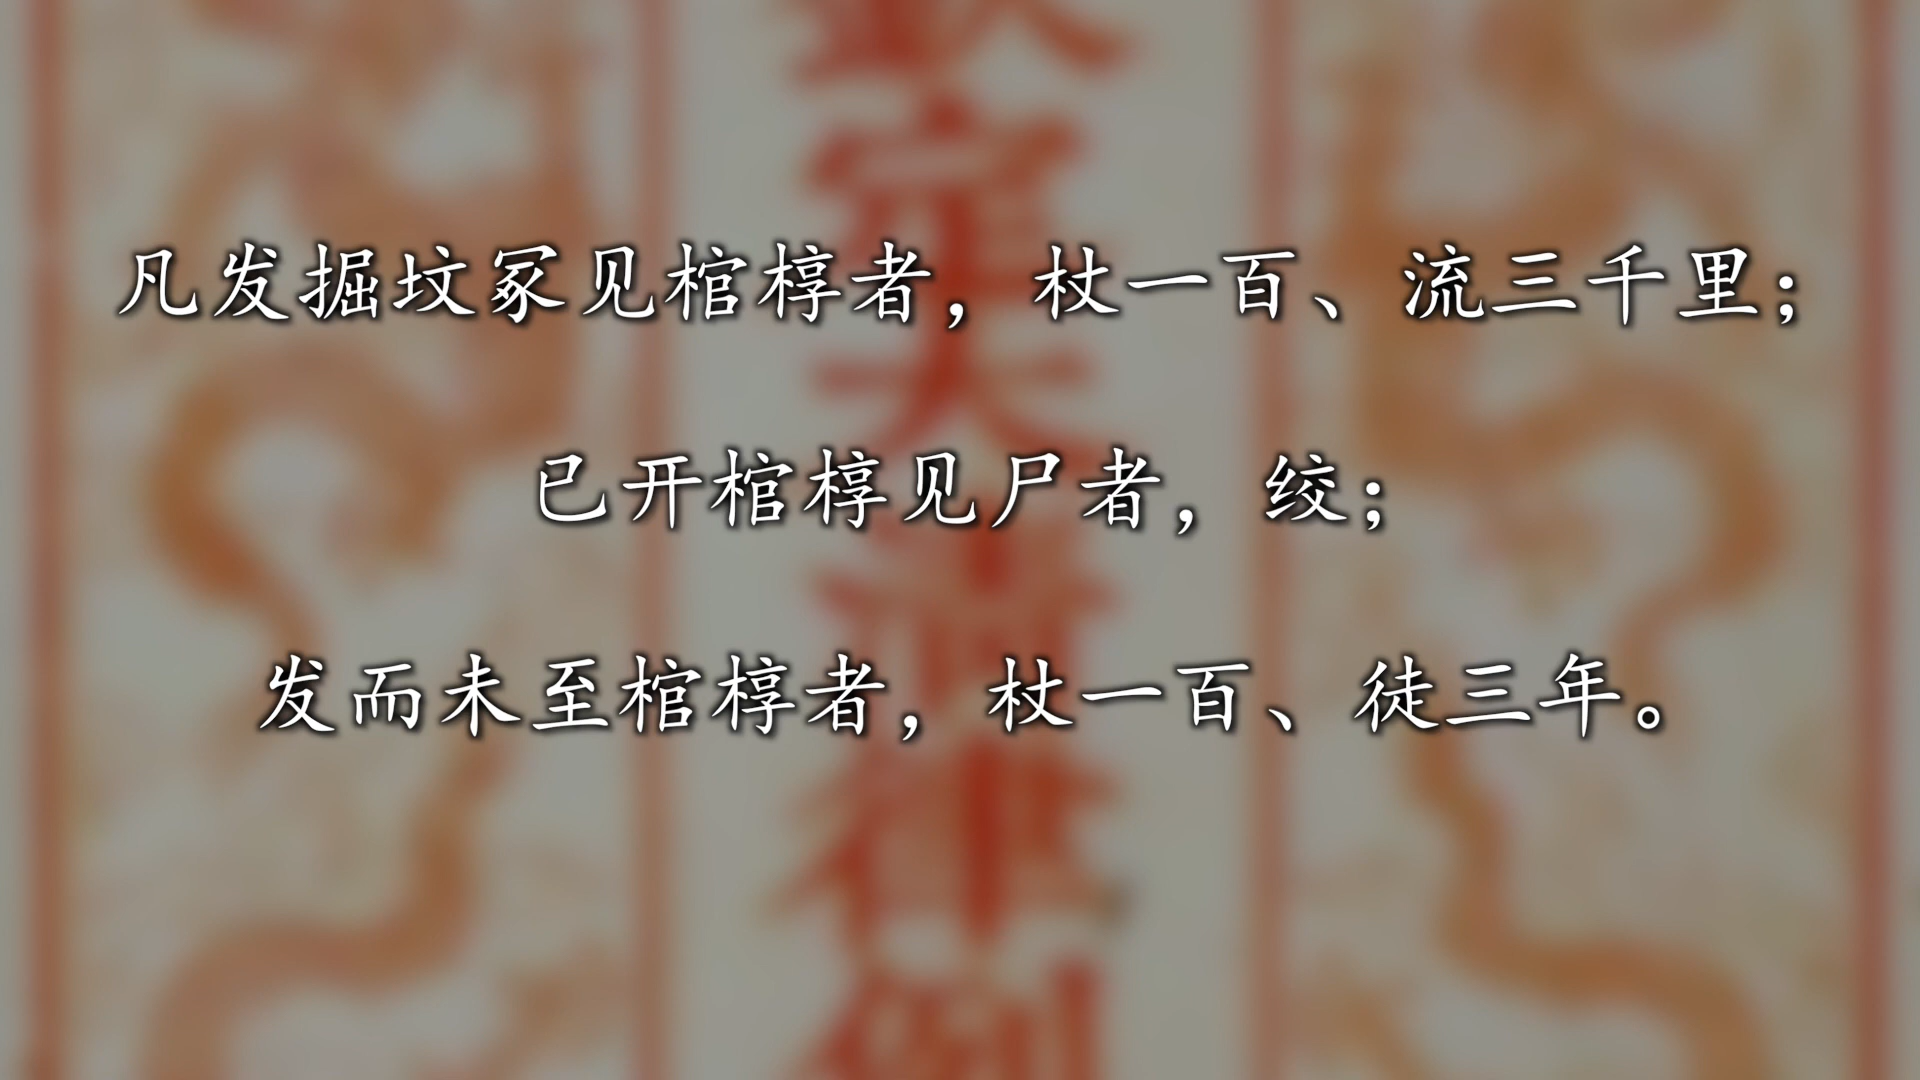 凡发掘坟冢见棺椁者，杖一百、流三千里；
已开棺椁见尸者，绞；
发而未至棺椁者，杖一百、徒三年。